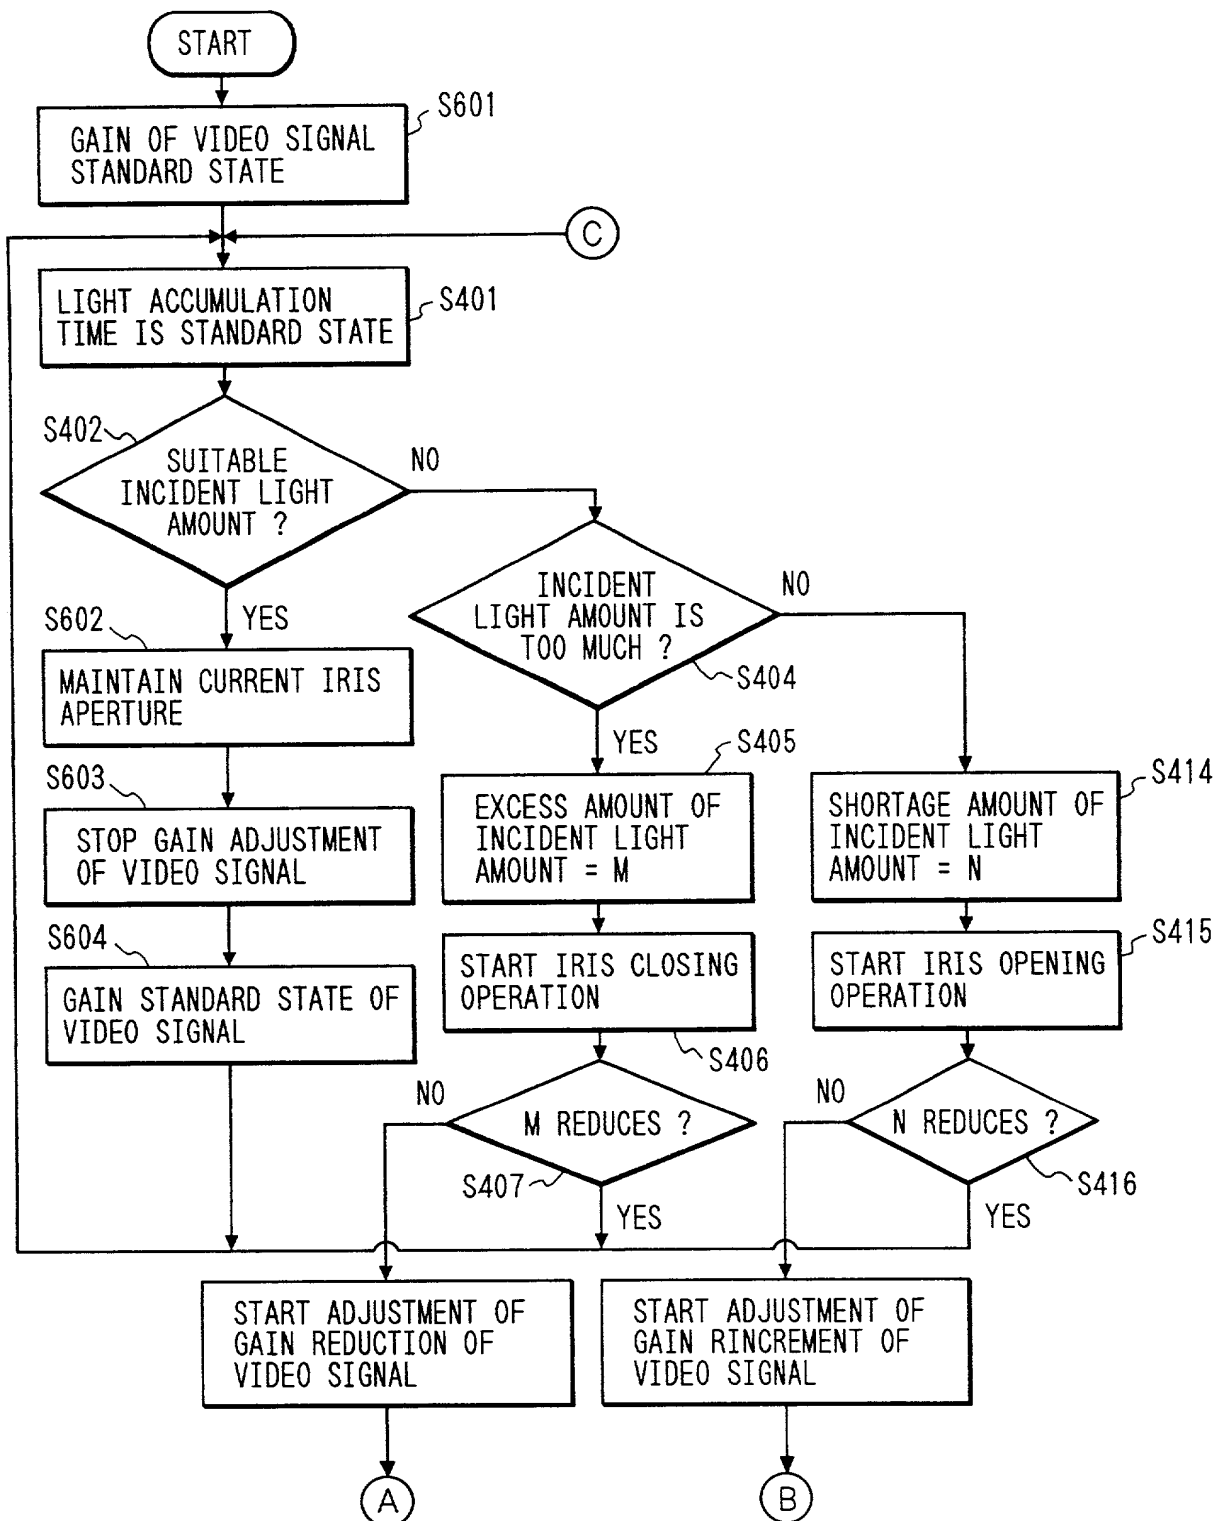 START
S601
GAIN OF VIDEO SIGNAL
STANDARD STATE
C
LIGHT ACCUMULATION
TIME IS STANDARD STATE
S401
S402
SUITABLE
INCIDENT LIGHT
AMOUNT ?
NO
YES
INCIDENT
LIGHT AMOUNT IS
TOO MUCH ?
NO
S404
YES
S602
MAINTAIN CURRENT IRIS
APERTURE
S603
STOP GAIN ADJUSTMENT
OF VIDEO SIGNAL
S604
GAIN STANDARD STATE OF
VIDEO SIGNAL
S405
EXCESS AMOUNT OF
INCIDENT LIGHT
AMOUNT = M
START IRIS CLOSING
OPERATION
S406
NO
M REDUCES ?
S407
YES
S414
SHORTAGE AMOUNT OF
INCIDENT LIGHT
AMOUNT = N
S415
START IRIS OPENING
OPERATION
NO
N REDUCES ?
S416
YES
START ADJUSTMENT OF
GAIN REDUCTION OF
VIDEO SIGNAL
A
START ADJUSTMENT OF
GAIN RINCREMENT OF
VIDEO SIGNAL
B